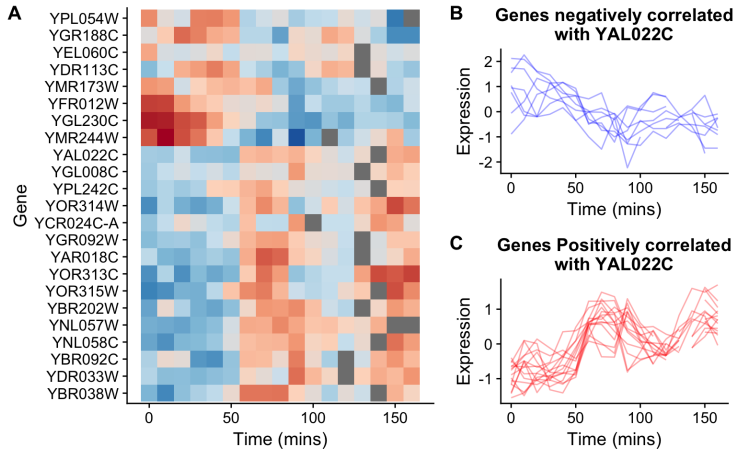 A
YPL054W
YGR188C
YEL060C
YDR113C
YMR173W
YFR012W
YGL230C
YMR244W
YAL022C
YGL008C
YPL242C
YOR314W
YCR024C-A
YGR092W
YAR018C
YOR313C
YOR315W
YBR202W
YNL057W
YNL058C
YBR092C
YDR033W
YBR038W
Gene
0 50 100 150
Time (mins)
B
Genes negatively correlated
with YAL022C
2
1
0
-1
-2
Expression
0 50 100 150
Time (mins)
C
Genes Positively correlated
with YAL022C
1
0
-1
Expression
0 50 100 150
Time (mins)